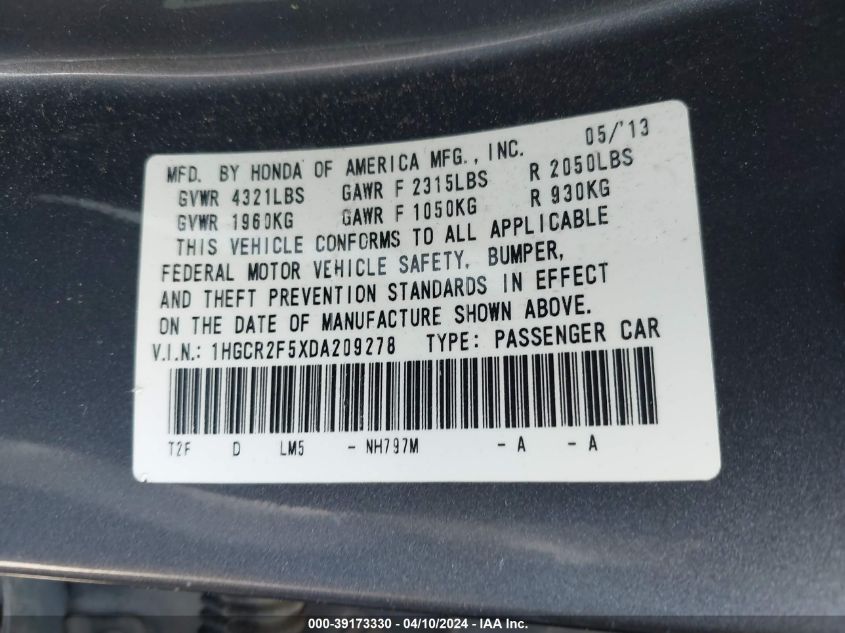 MFD. BY HONDA OF AMERICA MFG., INC. 05/'13
GVWR 4321LBS GAWR F 2315LBS R 2050LBS
GVWR 1960KG GAWR F 1050KG R 930KG
THIS VEHICLE CONFORMS TO ALL APPLICABLE
FEDERAL MOTOR VEHICLE SAFETY, BUMPER,
AND THEFT PREVENTION STANDARDS IN EFFECT
ON THE DATE OF MANUFACTURE SHOWN ABOVE.
V.I.N.: 1HGCR2F5XDA209278 TYPE: PASSENGER CAR
T2F D LM5 - NH797M - A - A
000-39173330 - 04/10/2024 - IAA Inc.